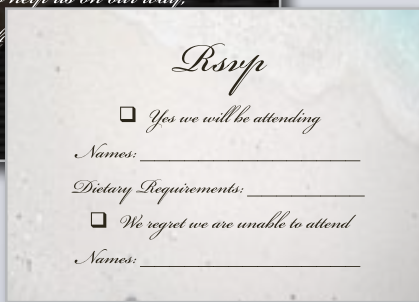 help us on our way,
Rsvp
Yes we will be attending
Names:
Dietary Requirements:
We regret we are unable to attend
Names: